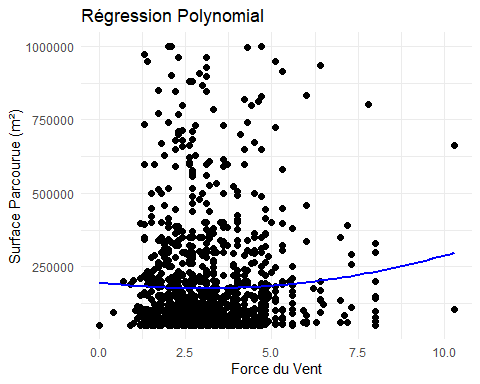 Régression Polynomial
1000000
750000
500000
250000
Surface Parcourue (m²)
0.0 2.5 5.0 7.5 10.0
Force du Vent